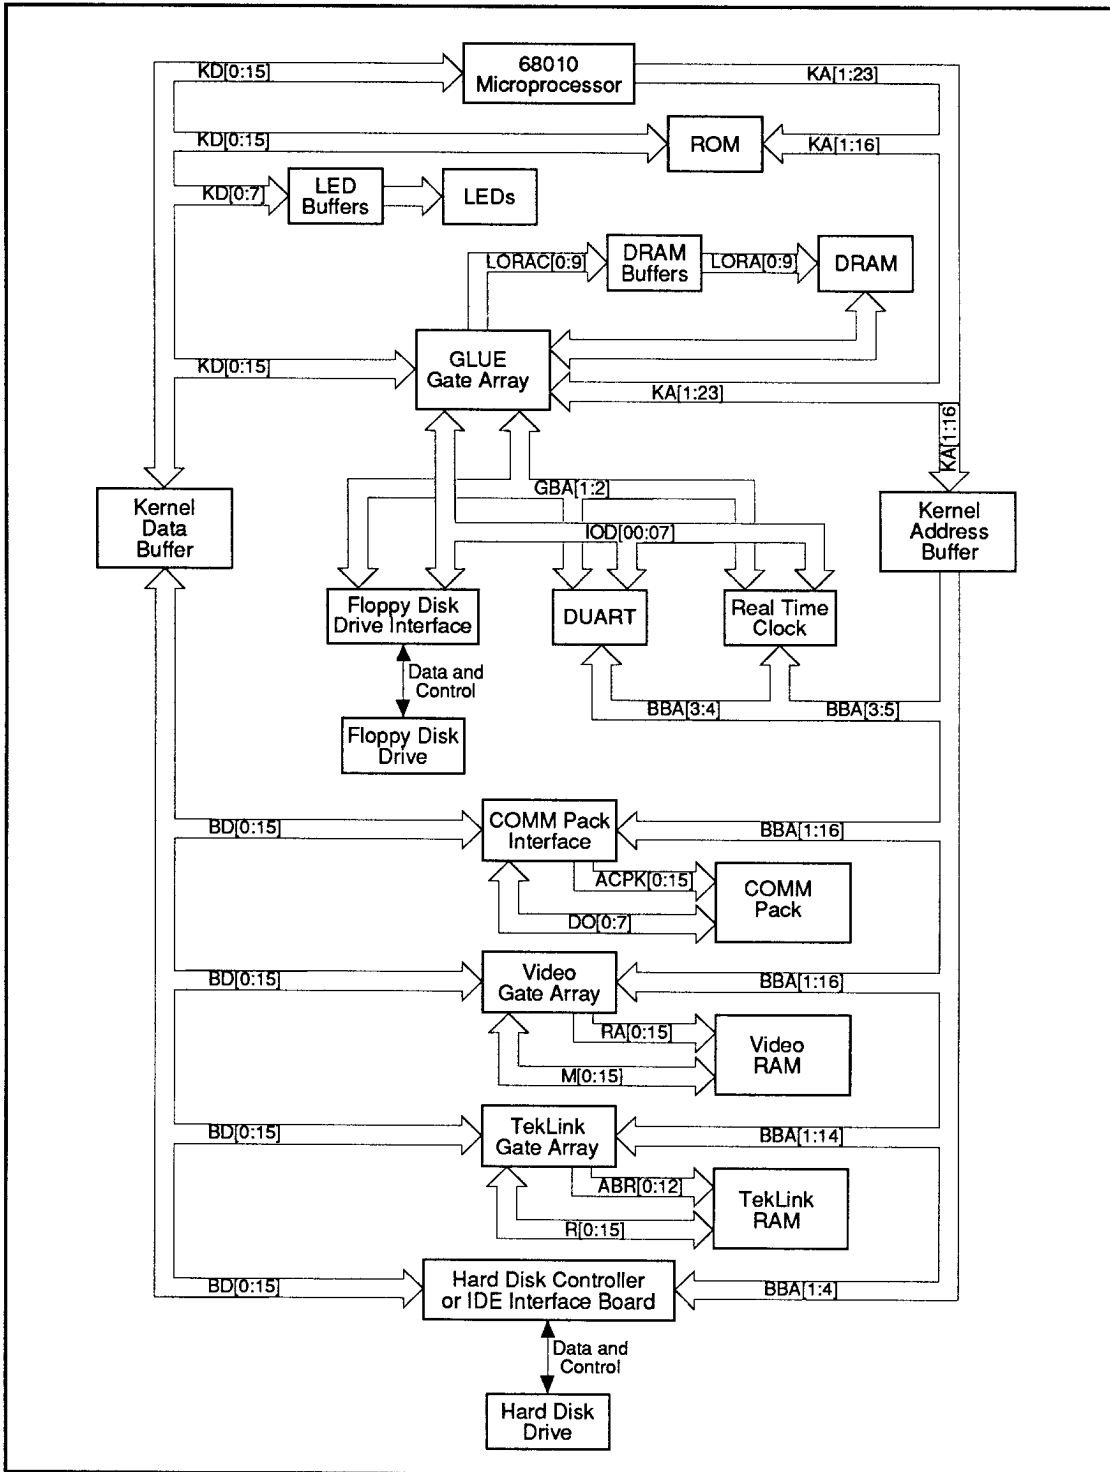 KD[0:15]
68010
Microprocessor
KA[1:23]
KD[0:15]
ROM
KA[1:16]
KD[0:7]
LED
Buffers
LEDs
LORAC[0:9]
DRAM
Buffers
LORA[0:9]
DRAM
KD[0:15]
GLUE
Gate Array
KA[1:23]
KA[1:16]
Kernel
Data
Buffer
GBA[1:2]
IOD[00:07]
Kernel
Address
Buffer
Floppy Disk
Drive Interface
DUART
Real Time
Clock
Data and
Control
BBA[3:4]
BBA[3:5]
Floppy Disk
Drive
BD[0:15]
COMM Pack
Interface
BBA[1:16]
ACPK[0:15]
COMM
Pack
DO[0:7]
BD[0:15]
Video
Gate Array
BBA[1:16]
RA[0:15]
Video
RAM
M[0:15]
BD[0:15]
TekLink
Gate Array
BBA[1:14]
ABR[0:12]
TekLink
RAM
R[0:15]
BD[0:15]
Hard Disk Controller
or IDE Interface Board
BBA[1:4]
Data and
Control
Hard Disk
Drive